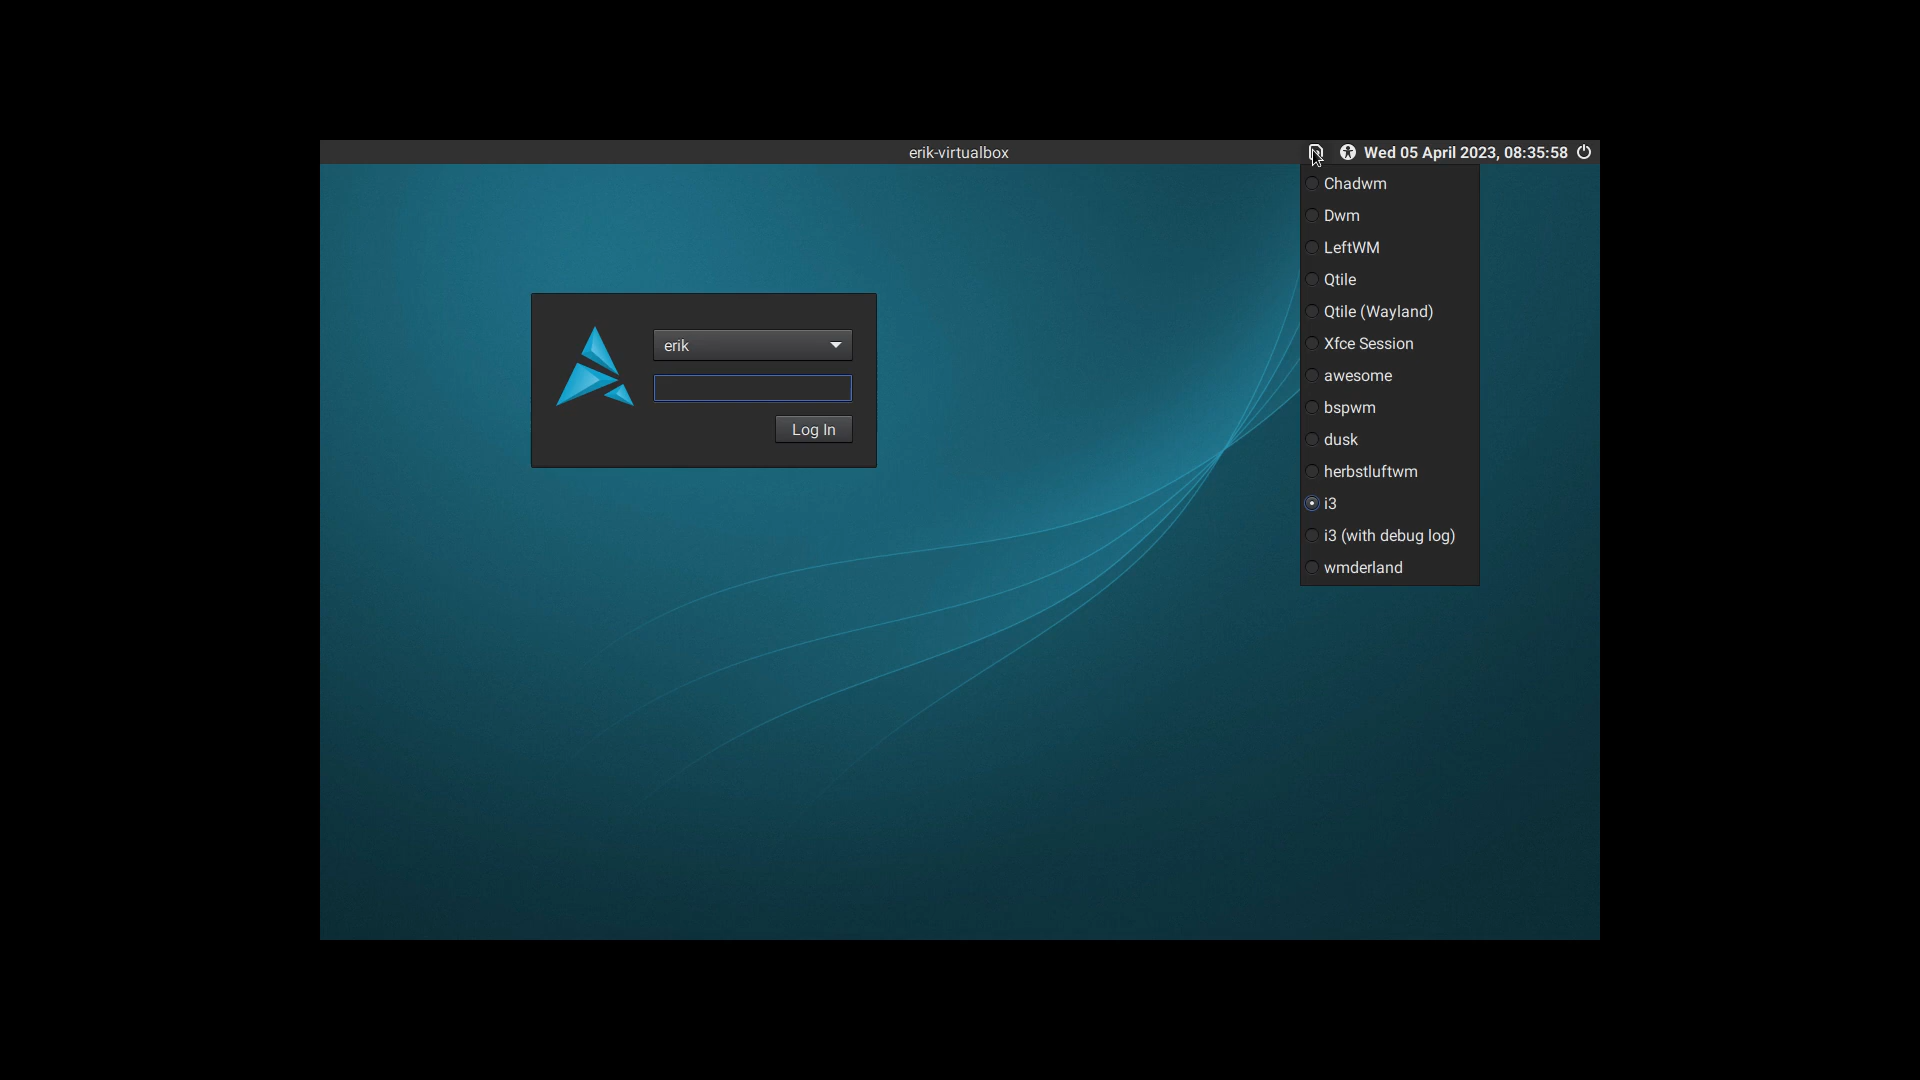 erik-virtualbox
Wed 05 April 2023, 08:35:58
Chadwm
Dwm
LeftWM
Qtile
Qtile (Wayland)
Xfce Session
awesome
bspwm
dusk
herbstluftwm
i3
i3 (with debug log)
wmderland
erik
Log In